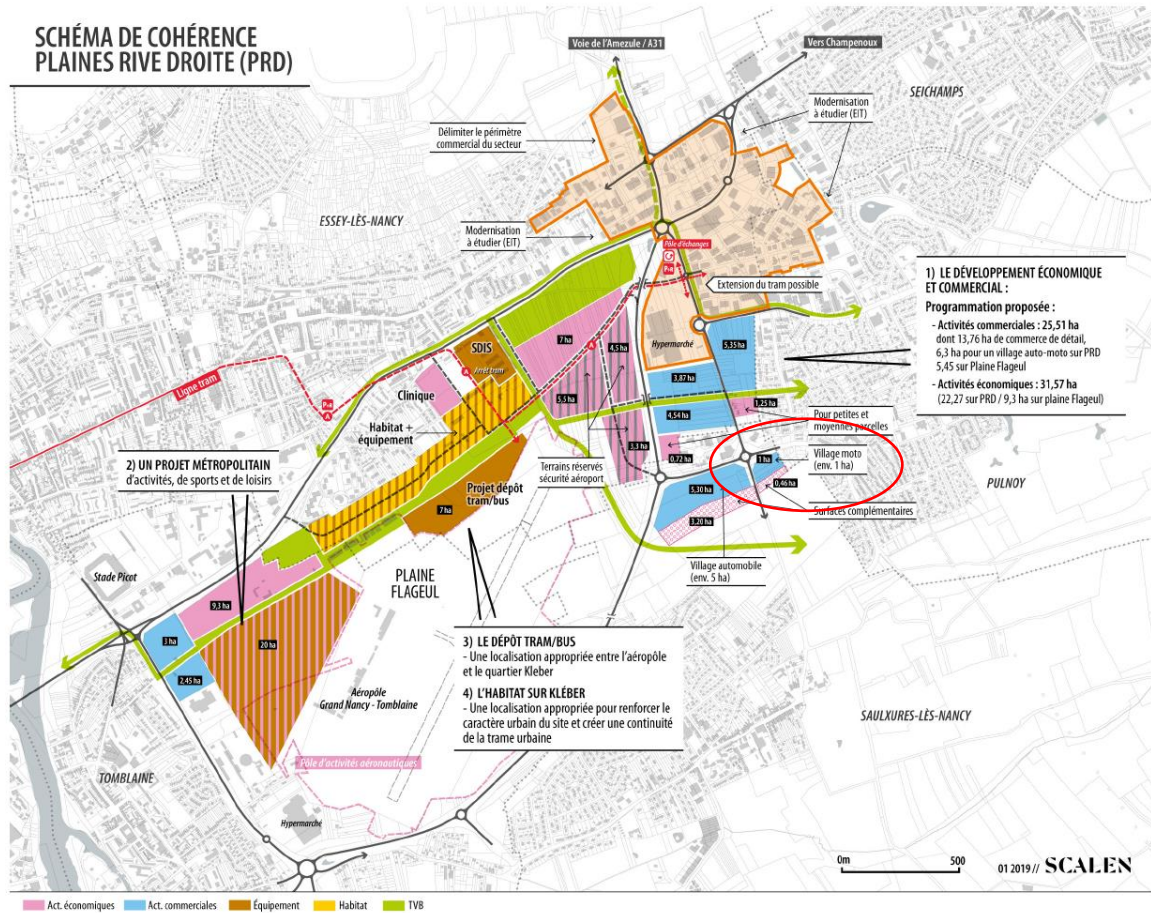 SCHÉMA DE COHÉRENCE
PLAINES RIVE DROITE (PRD)
Voie de l'Amezule / A31
Vers Champenoux
SEICHAMPS
Modernisation
à étudier (EIT)
Délimiter le périmètre
commercial du secteur
ESSEY-LÈS-NANCY
Modernisation
à étudier (EIT)
Pôle d'échanges
P+R
Extension du tram possible
1) LE DÉVELOPPEMENT ÉCONOMIQUE
ET COMMERCIAL :
Programmation proposée :
- Activités commerciales : 25,51 ha
dont 13,76 ha de commerce de détail,
6,3 ha pour un village auto-moto sur PRD
5,45 sur Plaine Flageul
- Activités économiques : 31,57 ha
(22,27 sur PRD / 9,3 ha sur plaine Flageul)
Hypermarché
5,35 ha
7 ha
4,5 ha
A
SDIS
Arrêt tram
A
3,87 ha
Ligne tram
P+R
A
Clinique
5,5 ha
4,54 ha
1,25 ha
Habitat +
équipement
Pour petites et
moyennes parcelles
3,3 ha
0,72 ha
Village moto
(env. 1 ha)
1 ha
0,46 ha
2) UN PROJET MÉTROPOLITAIN
d'activités, de sports et de loisirs
Terrains réservés
sécurité aéroport
PULNOY
Projet dépôt
tram/bus
7 ha
5,30 ha
3,20 ha
Surfaces complémentaires
Village automobile
(env. 5 ha)
Stade Picot
PLAINE
FLAGEUL
9,3 ha
3 ha
20 ha
2,45 ha
3) LE DÉPÔT TRAM/BUS
- Une localisation appropriée entre l'aéropôle
et le quartier Kleber
4) L'HABITAT SUR KLÉBER
- Une localisation appropriée pour renforcer le
caractère urbain du site et créer une continuité
de la trame urbaine
Aéropôle
Grand Nancy - Tomblaine
SAULXURES-LÈS-NANCY
Pôle d'activités aéronautiques
TOMBLAINE
Hypermarché
0m 500
01 2019 // SCALEN
Act. économiques Act. commerciales Équipement Habitat TVB